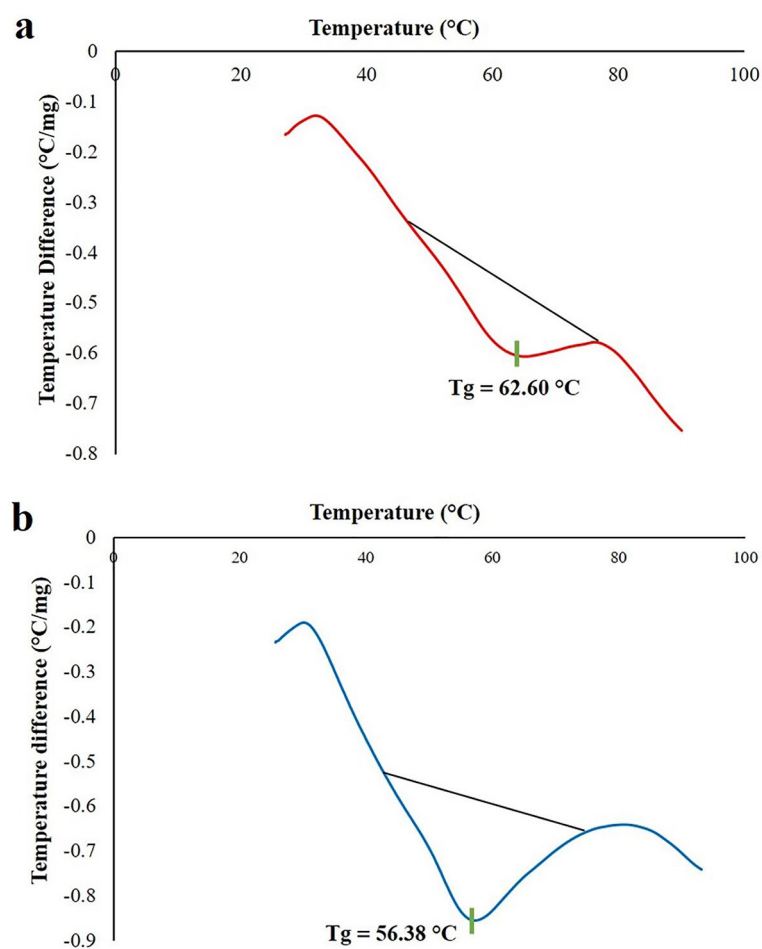 a
Temperature (°C)
0
0 20 40 60 80 100
-0.1
-0.2
-0.3
-0.4
-0.5
-0.6
-0.7
-0.8
Temperature Difference (°C/mg)
Tg = 62.60 °C
b
Temperature (°C)
0
0 20 40 60 80 100
-0.1
-0.2
-0.3
-0.4
-0.5
-0.6
-0.7
-0.8
-0.9
Temperature difference (°C/mg)
Tg = 56.38 °C